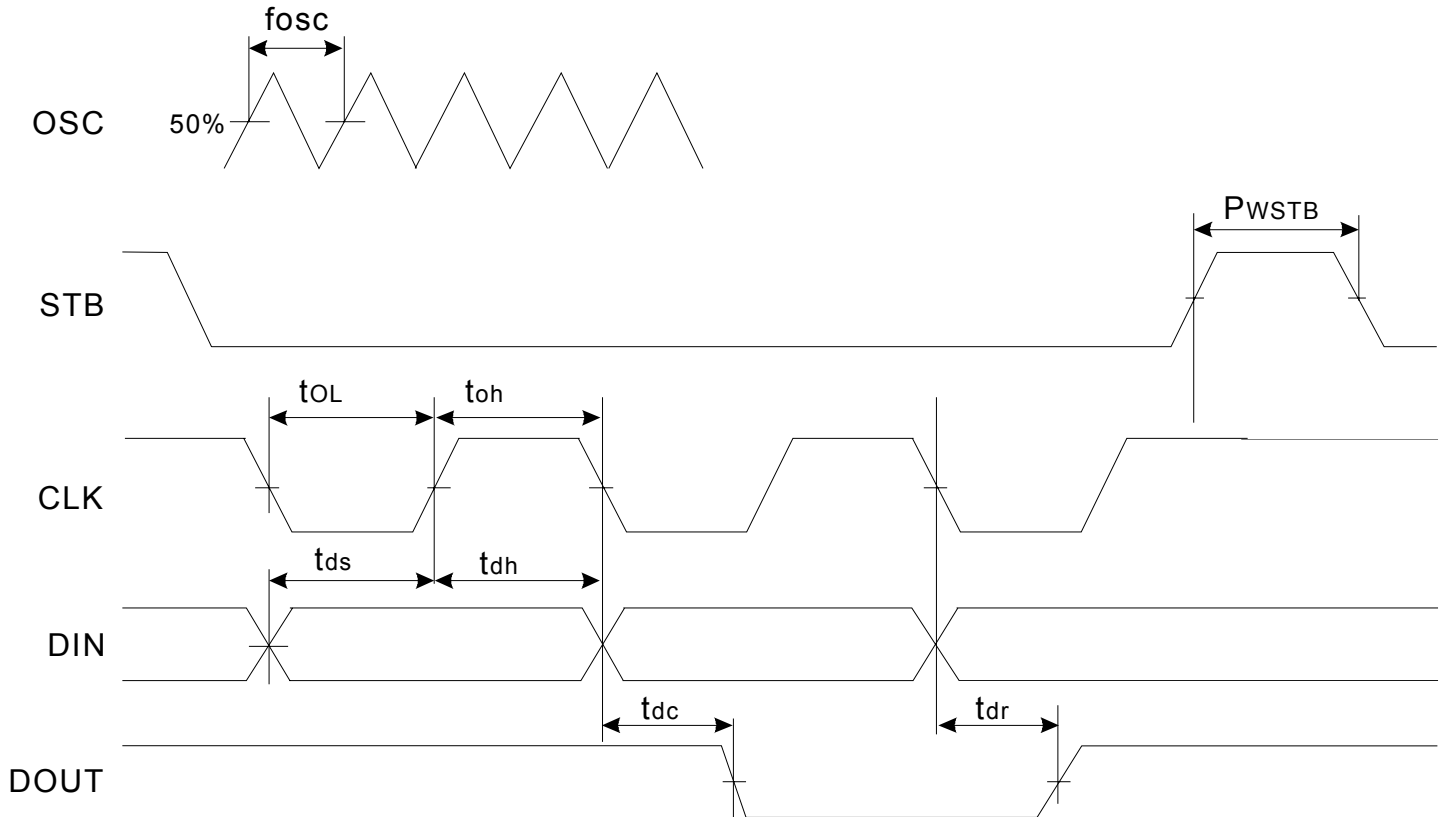 fosc
OSC
50%
PWSTB
STB
tOL
toh
CLK
tds
tdh
DIN
tdc
tdr
DOUT